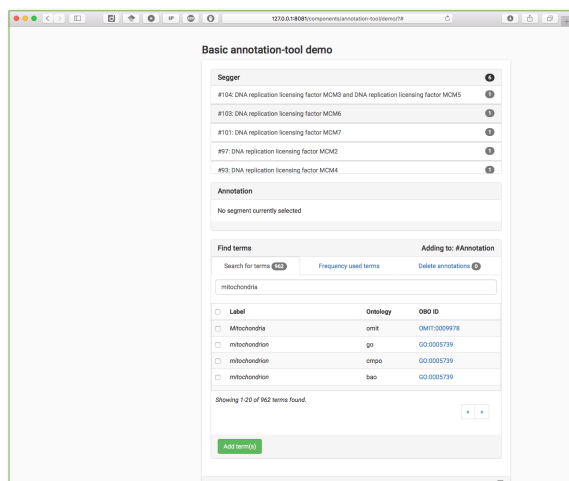 127.0.0.1:8081/components/annotation-tool/demo/?#
Basic annotation-tool demo
Segger 6
#104: DNA replication licensing factor MCM3 and DNA replication licensing factor MCM5 1
#103: DNA replication licensing factor MCM6 1
#101: DNA replication licensing factor MCM7 1
#97: DNA replication licensing factor MCM2 1
#93: DNA replication licensing factor MCM4 1
Annotation
No segment currently selected
Find terms Adding to: #Annotation
Search for terms 962 Frequency used terms Delete annotations 0
mitochondria
Label Ontology OBO ID
Mitochondria omit OMIT:0009978
mitochondrion go GO:0005739
mitochondrion cmpo GO:0005739
mitochondrion bao GO:0005739
Showing 1-20 of 962 terms found.
« »
Add term(s)